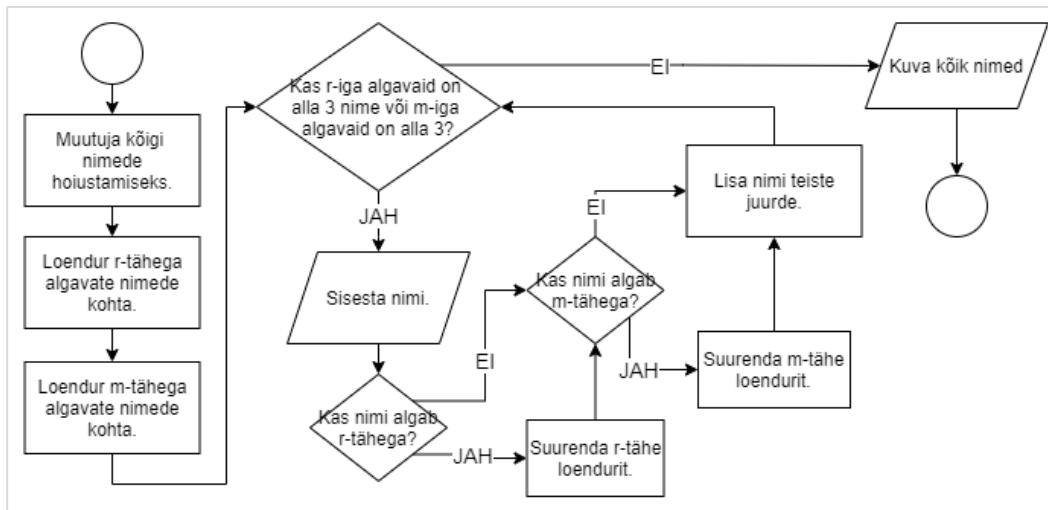 Muutuja kõigi
nimede
hoiustamiseks.
Loendur r-tähega
algavate nimede
kohta.
Loendur m-tähega
algavate nimede
kohta.
Kas r-iga algavaid on
alla 3 nime või m-iga
algavaid on alla 3?
JAH
Sisesta nimi.
Kas nimi algab
r-tähega?
EI
JAH
Suurenda r-tähe
loendurit.
Kas nimi algab
m-tähega?
EI
JAH
Suurenda m-tähe
loendurit.
Lisa nimi teiste
juurde.
EI
Kuva kõik nimed